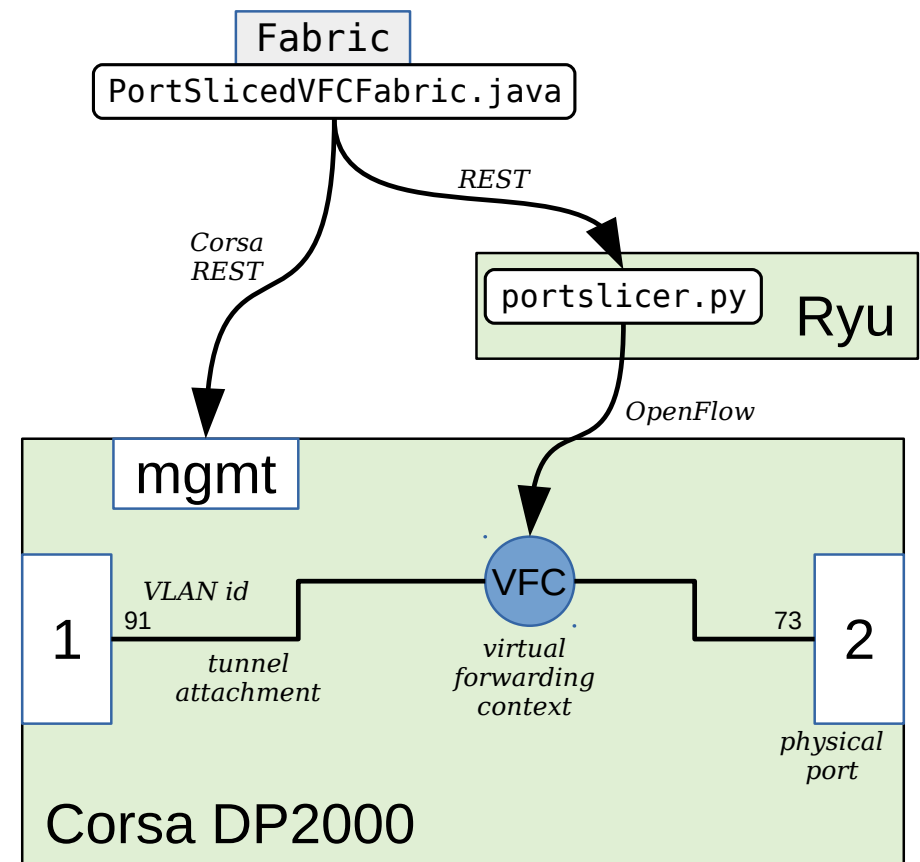 Fabric
PortSlicedVFCFabric.java
REST
Corsa
REST
portslicer.py
Ryu
OpenFlow
mgmt
VFC
VLAN id
91
73
1
2
tunnel
attachment
virtual
forwarding
context
physical
port
Corsa DP2000